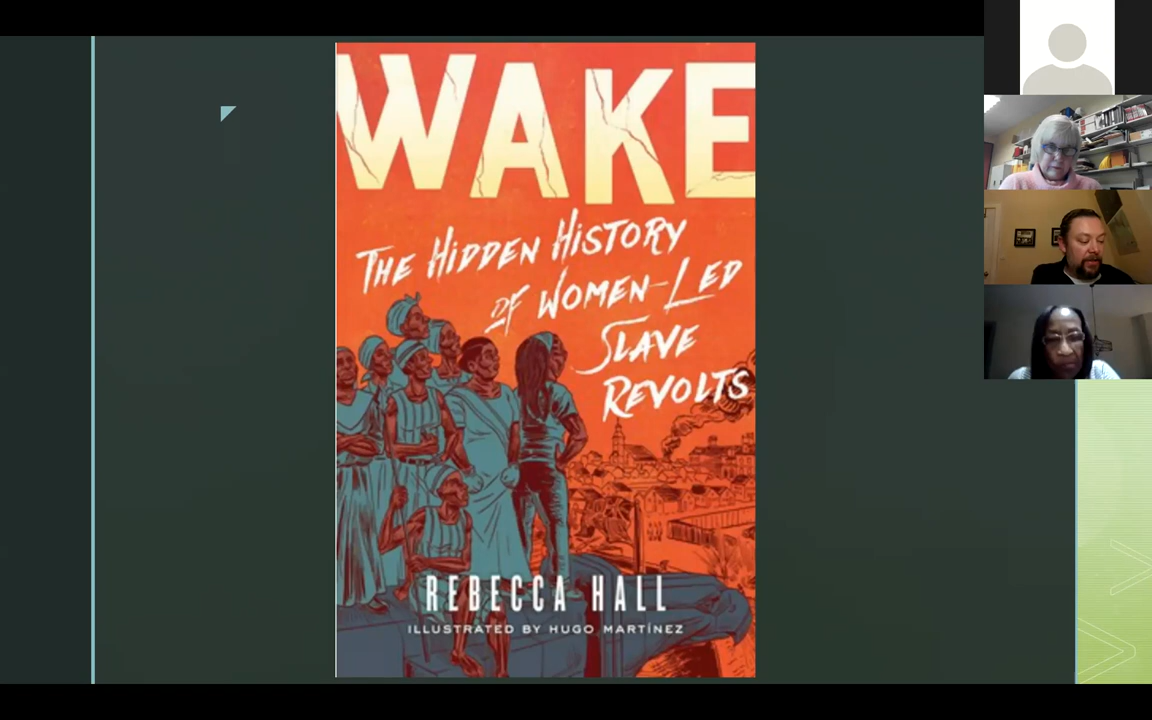 WAKE
THE HIDDEN HISTORY
OF WOMEN-LED
SLAVE
REVOLTS
REBECCA HALL
ILLUSTRATED BY HUGO MARTÍNEZ